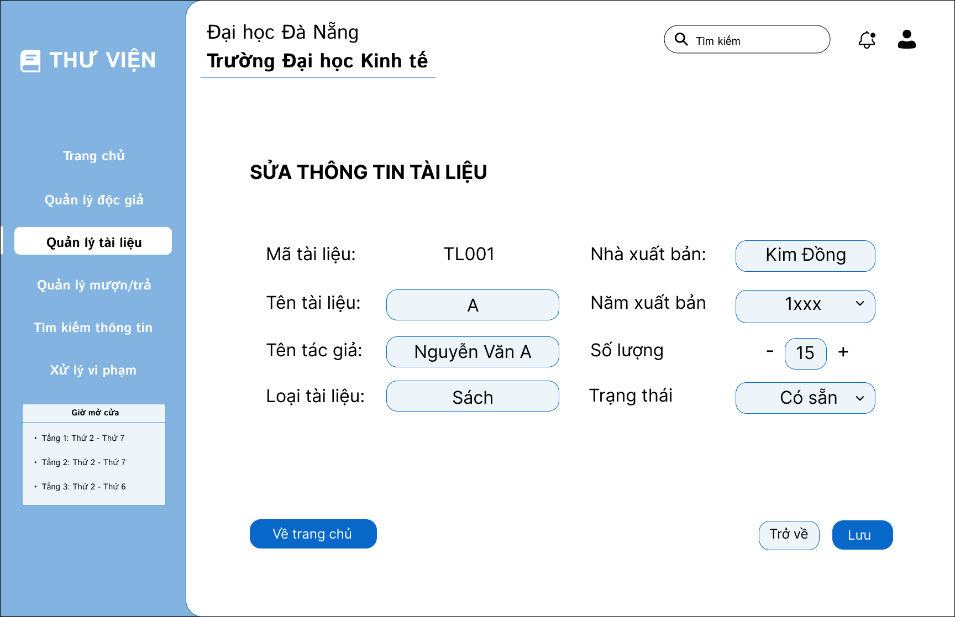 THƯ VIỆN
Trang chủ
Quản lý độc giả
Quản lý tài liệu
Quản lý mượn/trả
Tìm kiếm thông tin
Xử lý vi phạm
Giờ mở cửa
• Tầng 1: Thứ 2 - Thứ 7
• Tầng 2: Thứ 2 - Thứ 7
• Tầng 3: Thứ 2 - Thứ 6
Đại học Đà Nẵng
Trường Đại học Kinh tế
Tìm kiếm
SỬA THÔNG TIN TÀI LIỆU
Mã tài liệu: TL001
Tên tài liệu: A
Tên tác giả: Nguyễn Văn A
Loại tài liệu: Sách
Nhà xuất bản: Kim Đồng
Năm xuất bản 1xxx
Số lượng - 15 +
Trạng thái Có sẵn
Về trang chủ
Trở về
Lưu